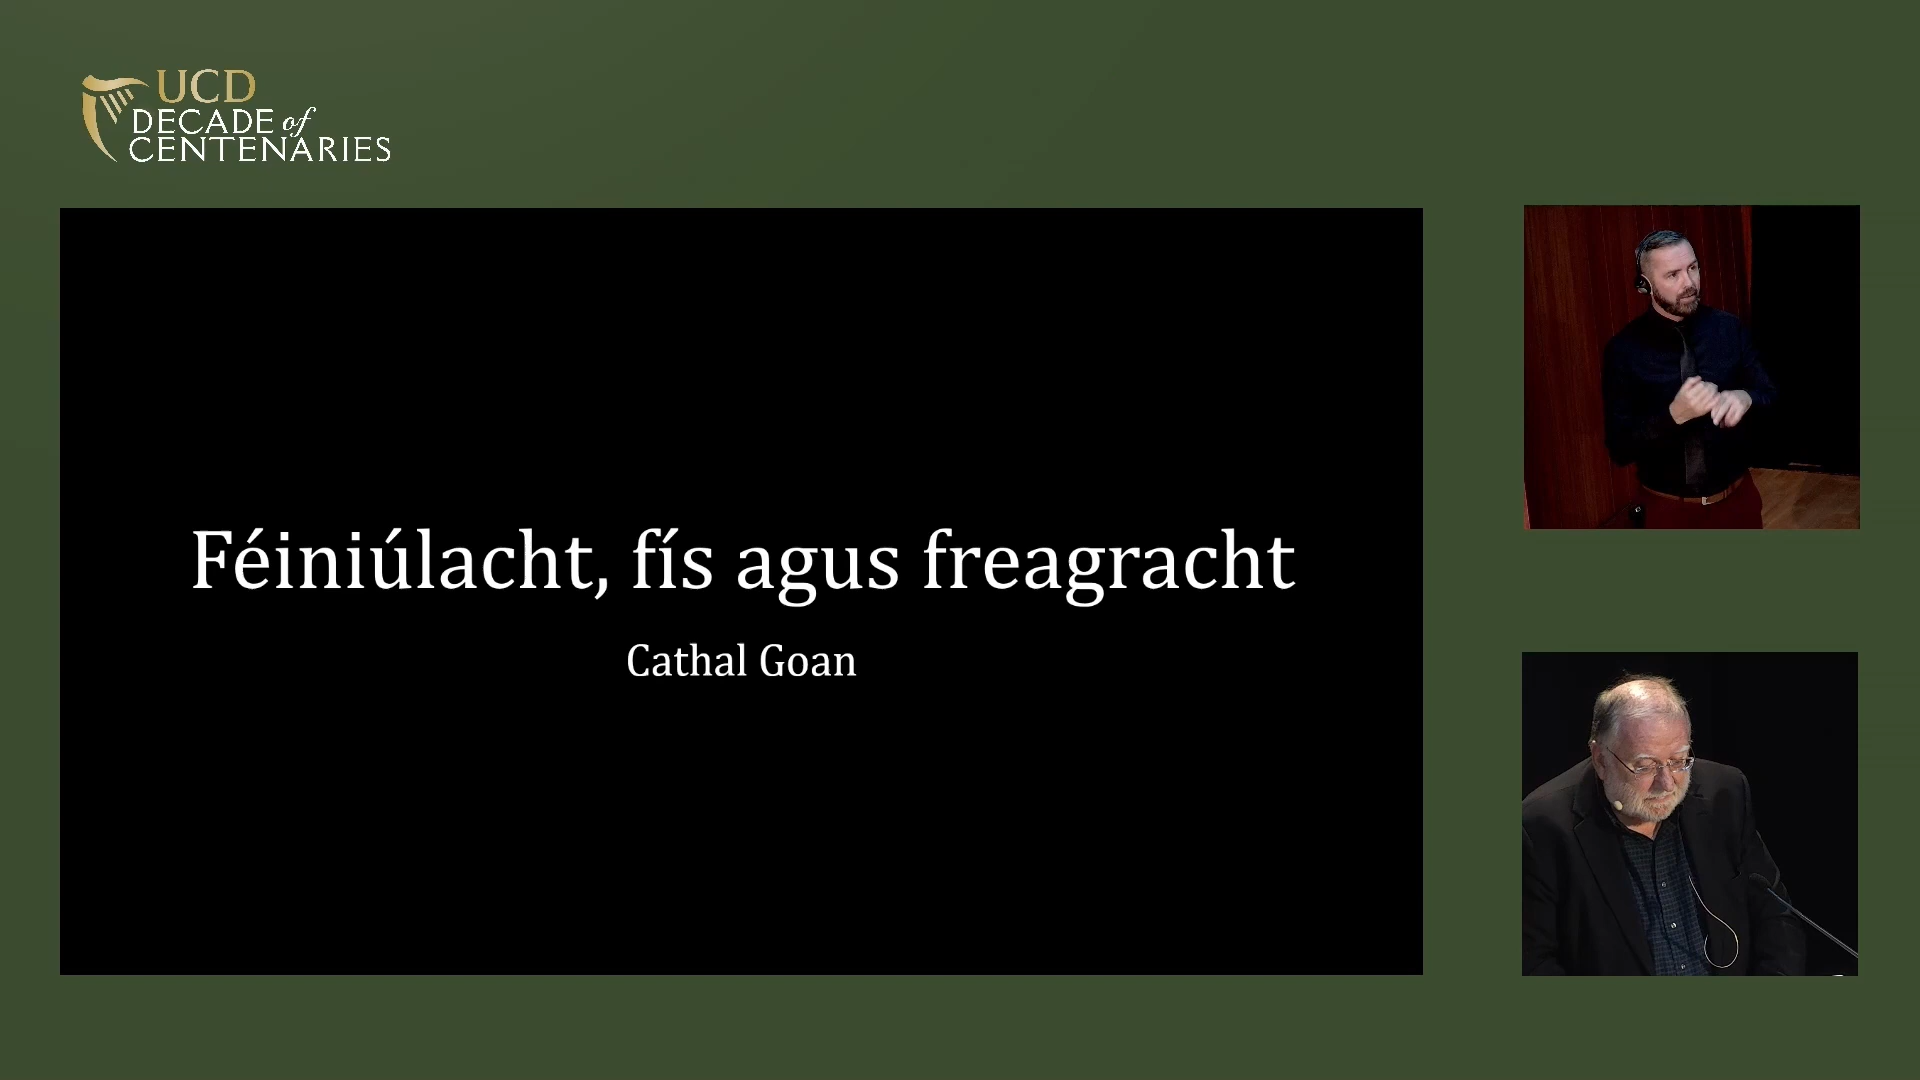 UCD
DECADE of
CENTENARIES
Féiniúlacht, fís agus freagracht
Cathal Goan